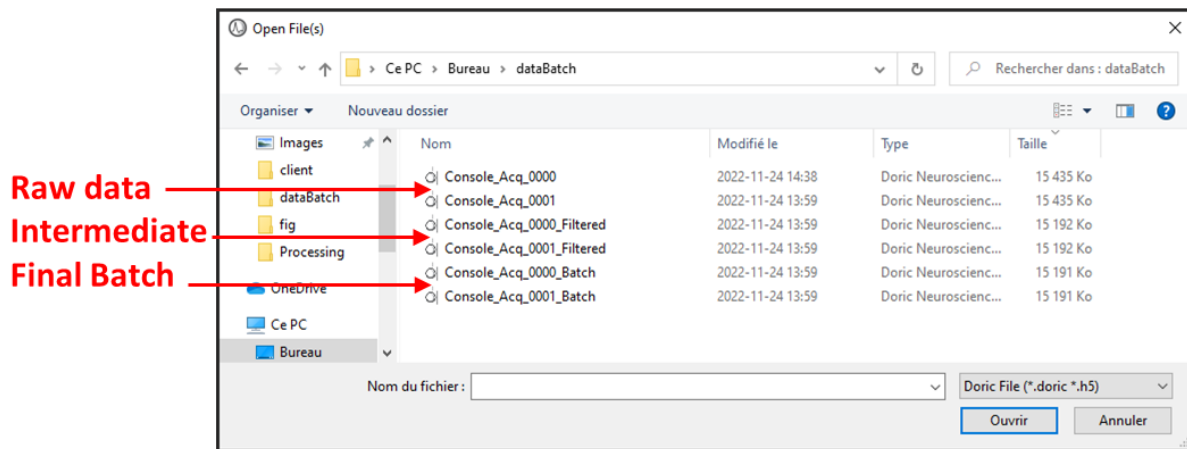 Open File(s)
Ce PC > Bureau > dataBatch
Rechercher dans : dataBatch
Organiser
Nouveau dossier
Nom
Modifié le
Type
Taille
Images
client
dataBatch
fig
Processing
OneDrive
Ce PC
Bureau
Raw data
Intermediate
Final Batch
Console_Acq_0000 2022-11-24 14:38 Doric Neuroscienc... 15 435 Ko
Console_Acq_0001 2022-11-24 13:59 Doric Neuroscienc... 15 435 Ko
Console_Acq_0000_Filtered 2022-11-24 13:59 Doric Neuroscienc... 15 192 Ko
Console_Acq_0001_Filtered 2022-11-24 13:59 Doric Neuroscienc... 15 192 Ko
Console_Acq_0000_Batch 2022-11-24 13:59 Doric Neuroscienc... 15 191 Ko
Console_Acq_0001_Batch 2022-11-24 13:59 Doric Neuroscienc... 15 191 Ko
Nom du fichier :
Doric File (*.doric *.h5)
Ouvrir
Annuler